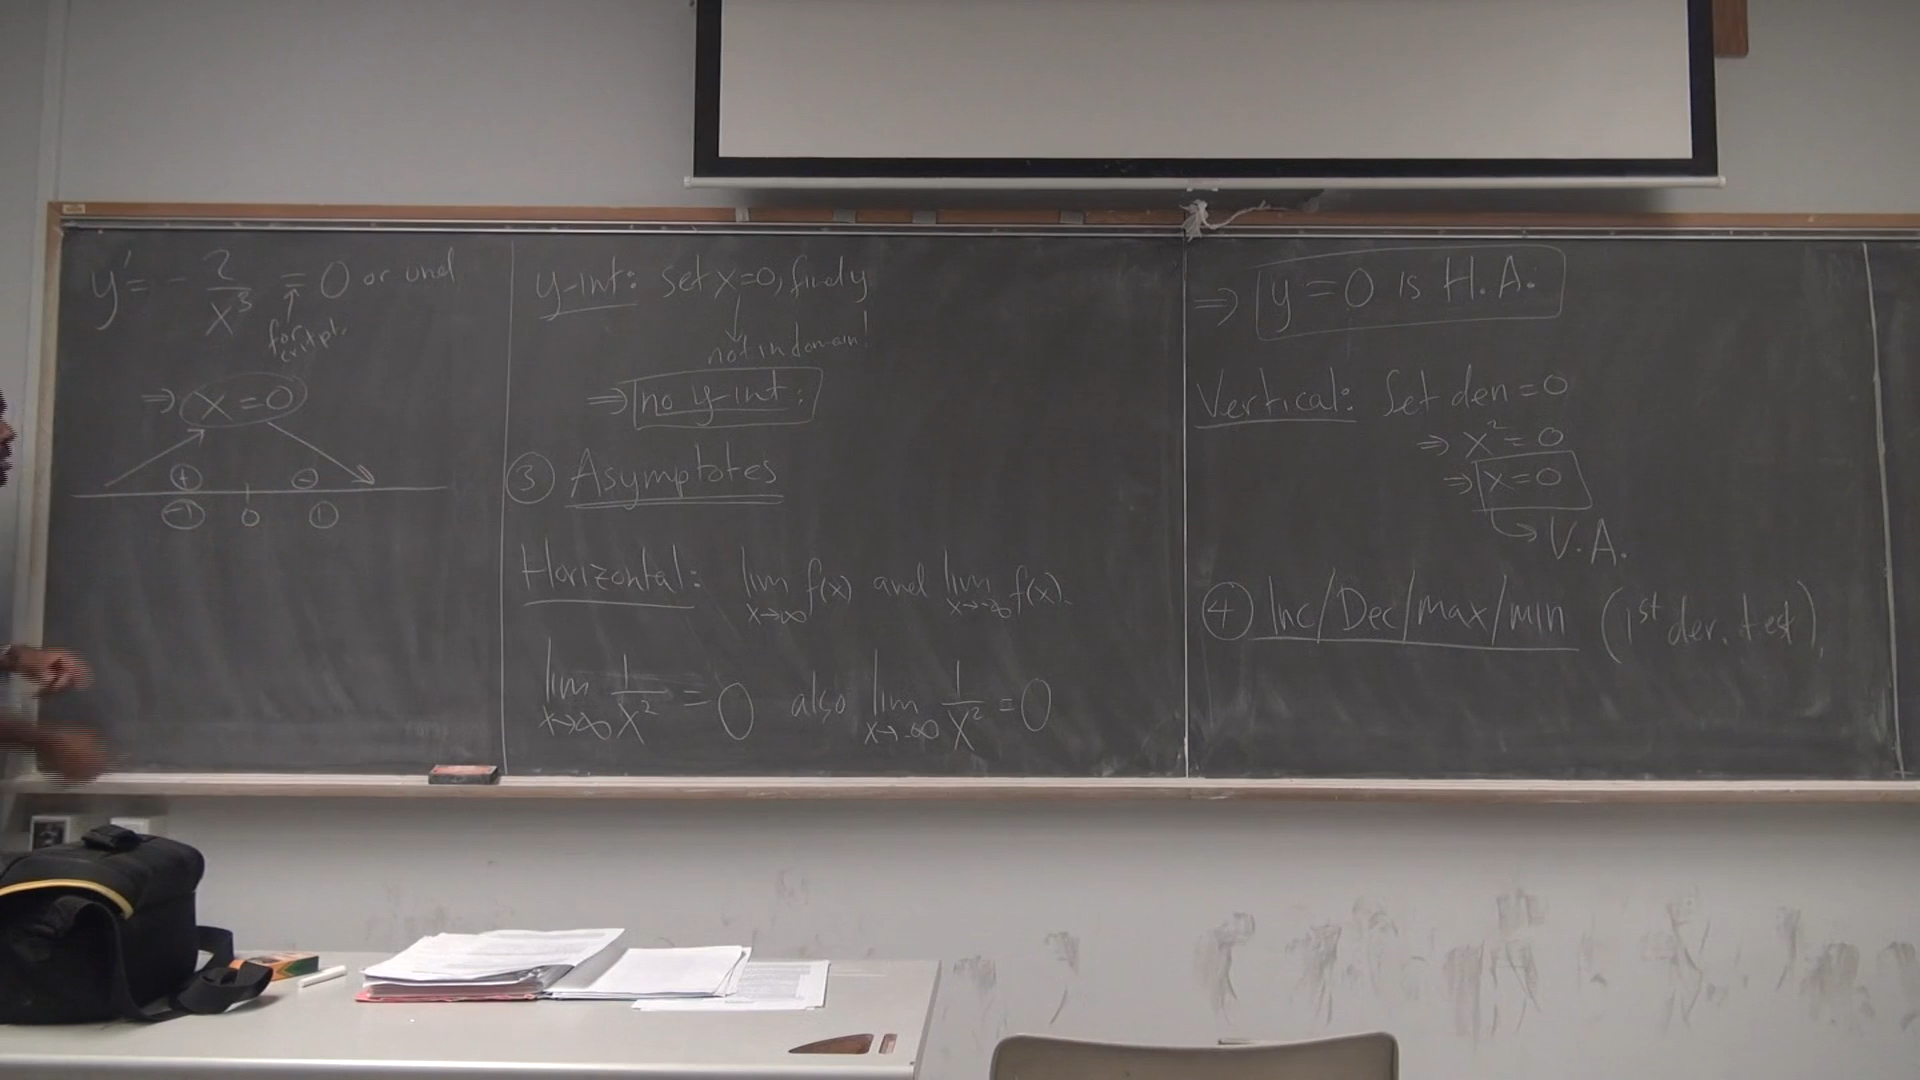 y' = - 2/x³ = 0 or und
for crit pt.
⇒ x=0
+ -
-1 0 1
y-int: set x=0, find y
not in domain!
⇒ no y-int.
③ Asymptotes
Horizontal: lim x→∞ f(x) and lim x→-∞ f(x).
lim x→∞ 1/x² = 0 also lim x→-∞ 1/x² = 0
⇒ y=0 is H.A.
Vertical: Set den=0
⇒ x²=0
⇒ x=0
↪ V.A.
④ Inc/Dec/max/min (1st der. test).